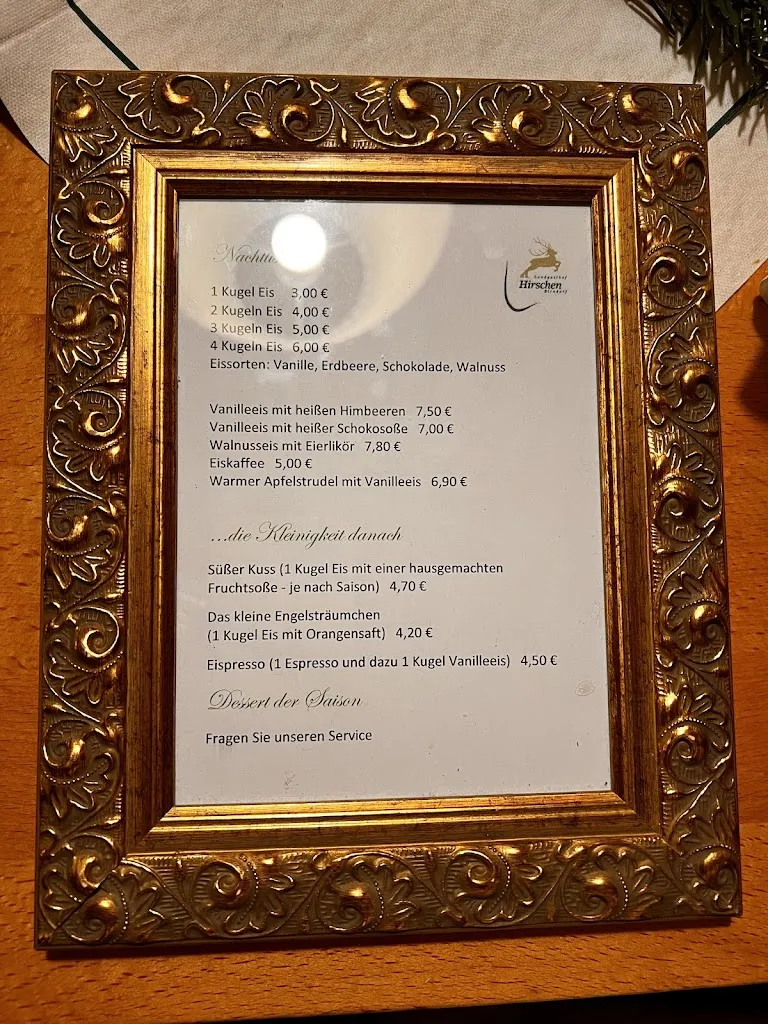 Landgasthof
Hirschen
1 Kugel Eis 3,00 €
2 Kugeln Eis 4,00 €
3 Kugeln Eis 5,00 €
4 Kugeln Eis 6,00 €
Eissorten: Vanille, Erdbeere, Schokolade, Walnuss
Vanilleeis mit heißen Himbeeren 7,50 €
Vanilleeis mit heißer Schokosoße 7,00 €
Walnusseis mit Eierlikör 7,80 €
Eiskaffee 5,00 €
Warmer Apfelstrudel mit Vanilleeis 6,90 €
...die Kleinigkeit danach
Süßer Kuss (1 Kugel Eis mit einer hausgemachten
Fruchtsoße - je nach Saison) 4,70 €
Das kleine Engelsträumchen
(1 Kugel Eis mit Orangensaft) 4,20 €
Eispresso (1 Espresso und dazu 1 Kugel Vanilleeis) 4,50 €
Dessert der Saison
Fragen Sie unseren Service